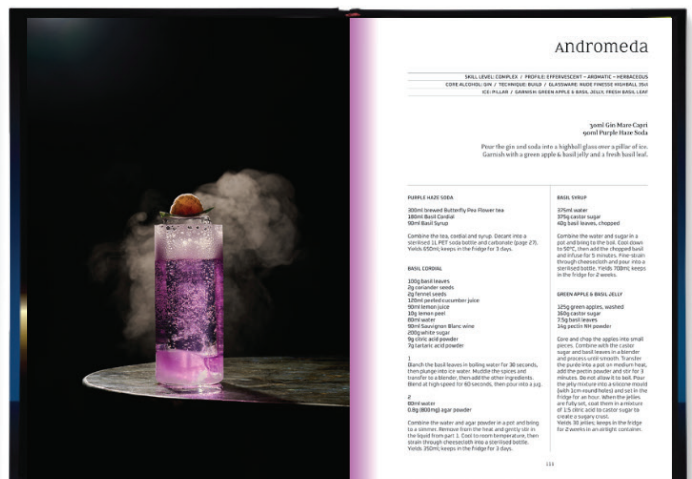 Andromeda
SKILL LEVEL: COMPLEX / PROFILE: EFFERVESCENT – AROMATIC – HERBACEOUS
CORE ALCOHOL: GIN / TECHNIQUE: BUILD / GLASSWARE: NUDE FINESSE HIGHBALL 35cl
ICE: PILLAR / GARNISH: GREEN APPLE & BASIL JELLY, FRESH BASIL LEAF
30ml Gin Mare Capri
90ml Purple Haze Soda
Pour the gin and soda into a highball glass over a pillar of ice.
Garnish with a green apple & basil jelly and a fresh basil leaf.
PURPLE HAZE SODA
300ml brewed Butterfly Pea Flower tea
180ml Basil Cordial
90ml Basil Syrup
Combine the tea, cordial and syrup. Decant into a
sterilised 1L PET soda bottle and carbonate (page 27).
Yields 650ml; keeps in the fridge for 3 days.
BASIL CORDIAL
100g basil leaves
2g coriander seeds
2g fennel seeds
120ml peeled cucumber juice
50ml lemon juice
10g lemon peel
80ml water
90ml Sauvignon Blanc wine
200g white sugar
9g citric acid powder
7g tartaric acid powder
1
Blanch the basil leaves in boiling water for 30 seconds,
then plunge into ice water. Muddle the spices and
transfer to a blender, then add the other ingredients.
Blend at high speed for 60 seconds, then pour into a jug.
2
80ml water
0.8g (800mg) agar powder
Combine the water and agar powder in a pot and bring
to a simmer. Remove from the heat and gently stir in
the liquid from part 1. Cool to room temperature, then
strain through cheesecloth into a sterilised bottle.
Yields 350ml; keeps in the fridge for 3 days.
BASIL SYRUP
375ml water
375g castor sugar
40g basil leaves, chopped
Combine the water and sugar in a
pot and bring to the boil. Cool down
to 50°C, then add the chopped basil
and infuse for 5 minutes. Fine-strain
through cheesecloth and pour into a
sterilised bottle. Yields 700ml; keeps
in the fridge for 2 weeks.
GREEN APPLE & BASIL JELLY
125g green apples, washed
160g castor sugar
7.5g basil leaves
14g pectin NH powder
Core and chop the apples into small
pieces. Combine with the castor
sugar and basil leaves in a blender
and process until smooth. Transfer
the purée into a pot on medium heat,
add the pectin powder and stir for 3
minutes. Do not allow it to boil. Pour
the jelly mixture into a silicone mould
(with 1cm round holes) and set in the
fridge for an hour. When the jellies
are fully set, coat them in a mixture
of 1:5 citric acid to castor sugar to
create a sugary crust.
Yields 30 jellies; keeps in the fridge
for 2 weeks in an airtight container.